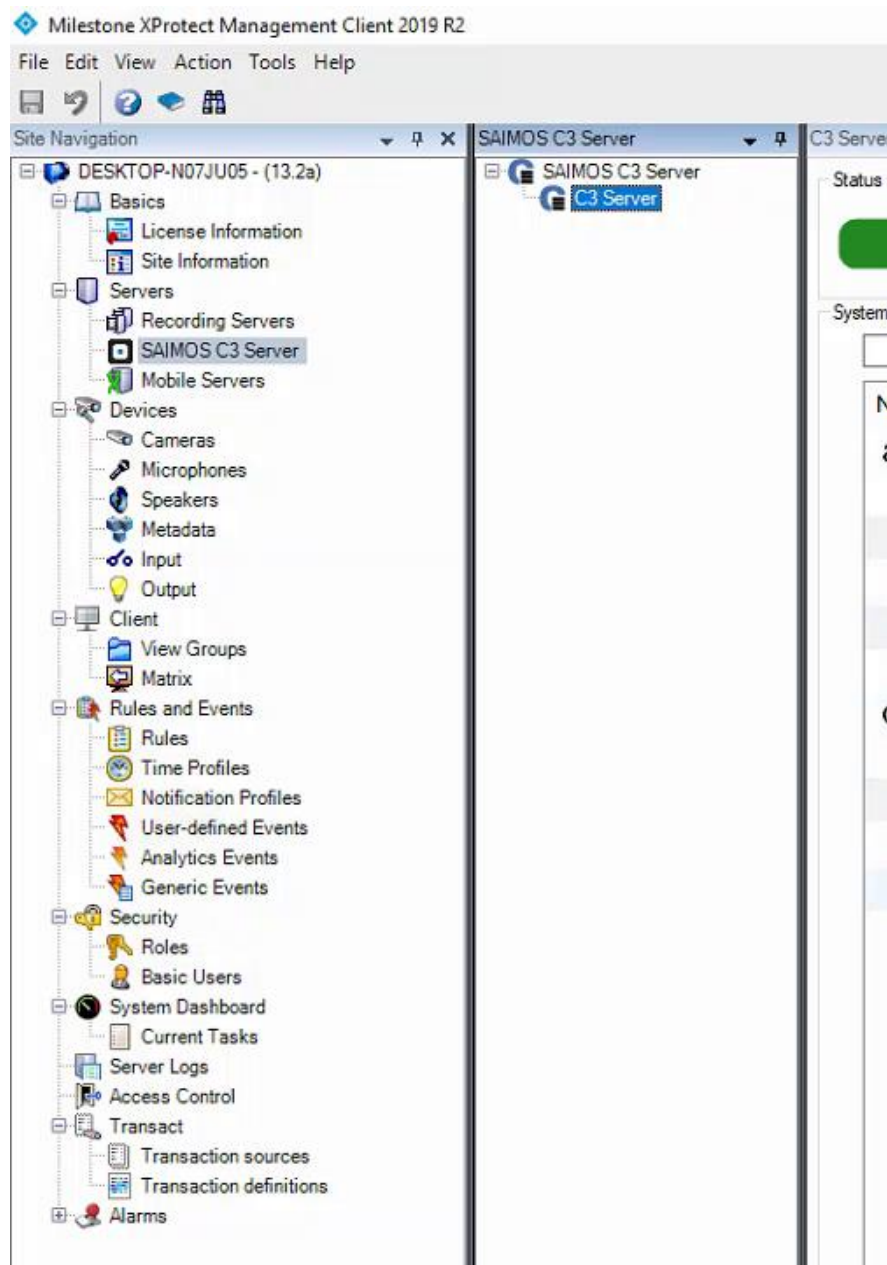 Milestone XProtect Management Client 2019 R2
File Edit View Action Tools Help
Site Navigation
DESKTOP-N07JU05 - (13.2a)
Basics
License Information
Site Information
Servers
Recording Servers
SAIMOS C3 Server
Mobile Servers
Devices
Cameras
Microphones
Speakers
Metadata
Input
Output
Client
View Groups
Matrix
Rules and Events
Rules
Time Profiles
Notification Profiles
User-defined Events
Analytics Events
Generic Events
Security
Roles
Basic Users
System Dashboard
Current Tasks
Server Logs
Access Control
Transact
Transaction sources
Transaction definitions
Alarms
SAIMOS C3 Server
SAIMOS C3 Server
C3 Server
C3 Serve
Status
System